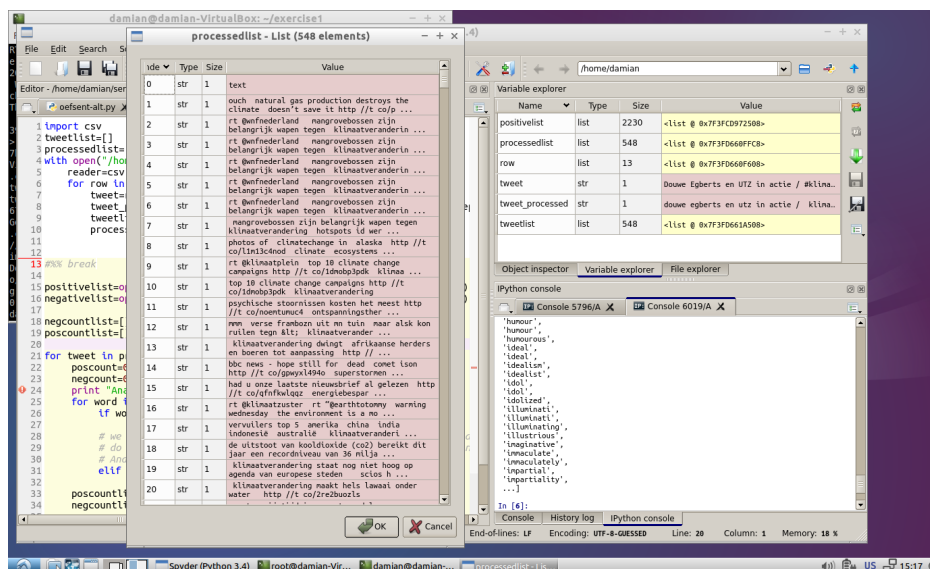 damian@damian-VirtualBox: ~/exercise1
.4)
processedlist - List (548 elements)
File Edit Search
/home/damian
Editor - /home/damian/ser
oefsent-alt.py
1 import csv
2 tweetlist=[]
3 processedlist=
4 with open("/ho
5 reader=csv
6 for row in
7 tweet=
8 tweet_p
9 tweetl
10 proces
11
12
13 #%% break
14
15 positivelist=o
16 negativelist=o
17
18 negcountlist=[
19 poscountlist=[
20
21 for tweet in p
22 poscount=
23 negcount=
24 print "Ana
25 for word i
26 if wo
27
28 # we
29 # do
30 # And
31 elif
32
33 poscountli
34 negcountli
Type Size Value
0 str 1 text
1 str 1 ouch natural gas production destroys the
climate doesn't save it http //t co/p ...
2 str 1 rt @wnfnederland mangrovebossen zijn
belangrijk wapen tegen klimaatveranderin ...
3 str 1 rt @wnfnederland mangrovebossen zijn
belangrijk wapen tegen klimaatveranderin ...
4 str 1 rt @wnfnederland mangrovebossen zijn
belangrijk wapen tegen klimaatveranderin ...
5 str 1 rt @wnfnederland mangrovebossen zijn
belangrijk wapen tegen klimaatveranderin ...
6 str 1 rt @wnfnederland mangrovebossen zijn
belangrijk wapen tegen klimaatveranderin ...
7 str 1 mangrovebossen zijn belangrijk wapen tegen
klimaatverandering hotspots id wer ...
8 str 1 photos of climatechange in alaska http //t
co/l1m13c4nod climate ecosystems ...
9 str 1 rt @klimaatplein top 10 climate change
campaigns http //t co/1dmobp3pdk klimaa ...
10 str 1 top 10 climate change campaigns http //t
co/1dmobp3pdk klimaatverandering
11 str 1 psychische stoornissen kosten het meest http
//t co/noemtumuc4 ontspanningsther ...
12 str 1 mmm verse frambozn uit mn tuin maar alsk kon
ruilen tegn &lt; klimaatverander ...
13 str 1 klimaatverandering dwingt afrikaanse herders
en boeren tot aanpassing http // ...
14 str 1 bbc news - hope still for dead comet ison
http //t co/gpwyxl494o superstormen ...
15 str 1 had u onze laatste nieuwsbrief al gelezen http
//t co/qfnfkwlqqz energiebespar ...
16 str 1 rt @klimaatzuster rt "@earthtotommy warming
wednesday the environment is a mo ...
17 str 1 vervuilers top 5 amerika china india
indonesië australië klimaatveranderi ...
18 str 1 de uitstoot van kooldioxide (co2) bereikt dit
jaar een recordniveau van 36 milja ...
19 str 1 klimaatverandering staat nog niet hoog op
agenda van europese steden scios h ...
20 str 1 klimaatverandering makt hels lawaai onder
water http //t co/2re2buozls
OK Cancel
Variable explorer
Name Type Size Value
positivelist list 2230 <list @ 0x7F3FCD972508>
processedlist list 548 <list @ 0x7F3FD660FFC8>
row list 13 <list @ 0x7F3FD660F608>
tweet str 1 Douwe Egberts en UTZ in actie / #klima…
tweet_processed str 1 douwe egberts en utz in actie / klima…
tweetlist list 548 <list @ 0x7F3FD661A508>
Object inspector Variable explorer File explorer
IPython console
Console 5796/A Console 6019/A
'humour',
'humour',
'humourous',
'ideal',
'ideal',
'idealism',
'idealist',
'idol',
'idol',
'idolized',
'illuminati',
'illuminati',
'illuminating',
'illustrious',
'imaginative',
'immaculate',
'immaculately',
'impartial',
'impartiality',
...]
In [6]:
Console History log IPython console
End-of-lines: LF Encoding: UTF-8-GUESSED Line: 20 Column: 1 Memory: 18 %
Spyder (Python 3.4) root@damian-Vir... damian@damian-... processedlist - Lis... US 15:17